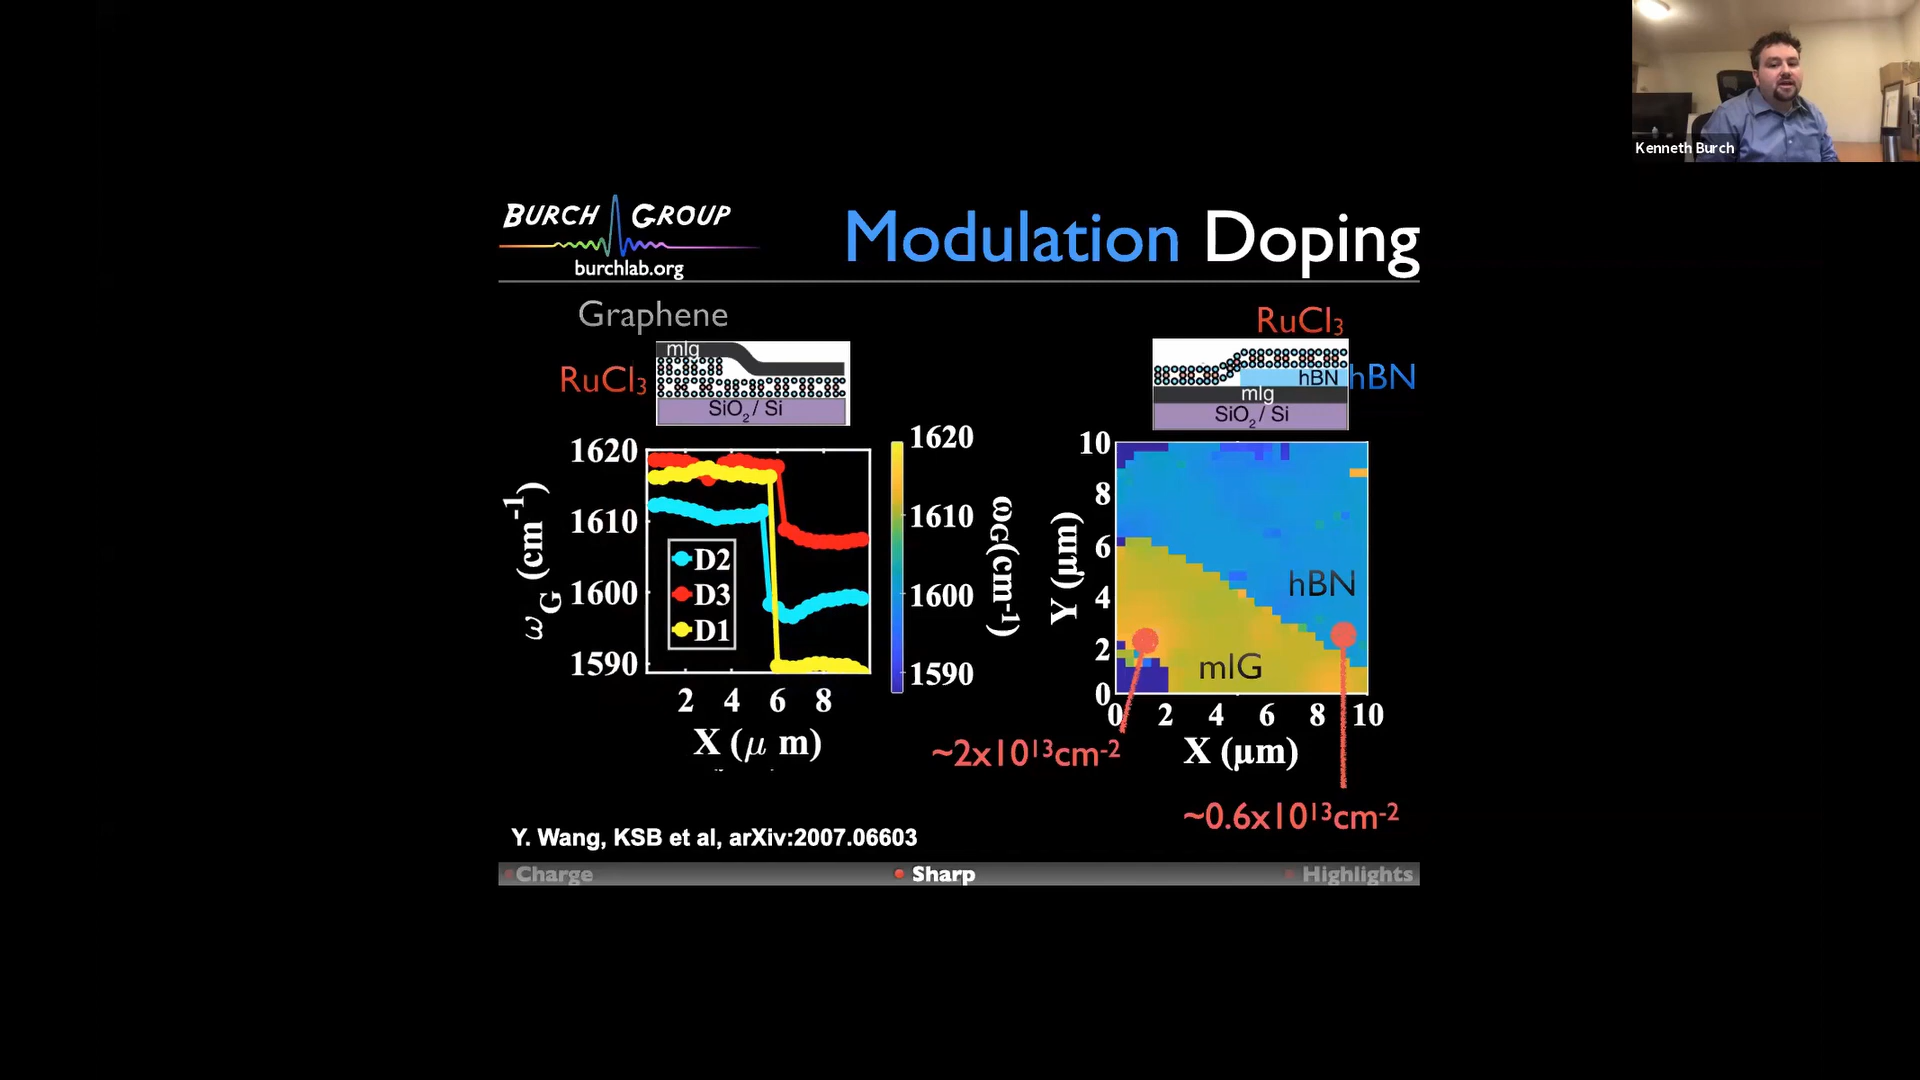 Kenneth Burch
BURCH GROUP
burchlab.org
Modulation Doping
Graphene
mlg
RuCl3
SiO2 / Si
RuCl3
hBN
hBN
mlg
SiO2 / Si
1620
1610
1600
1590
ωG (cm-1)
D2
D3
D1
2 4 6 8
X (μ m)
1620
1610
1600
1590
ωG(cm-1)
10
8
6
4
2
0
Y (μm)
hBN
mlG
0 2 4 6 8 10
X (μm)
~2x10¹³cm-2
~0.6x10¹³cm-2
Y. Wang, KSB et al, arXiv:2007.06603
Charge
Sharp
Highlights